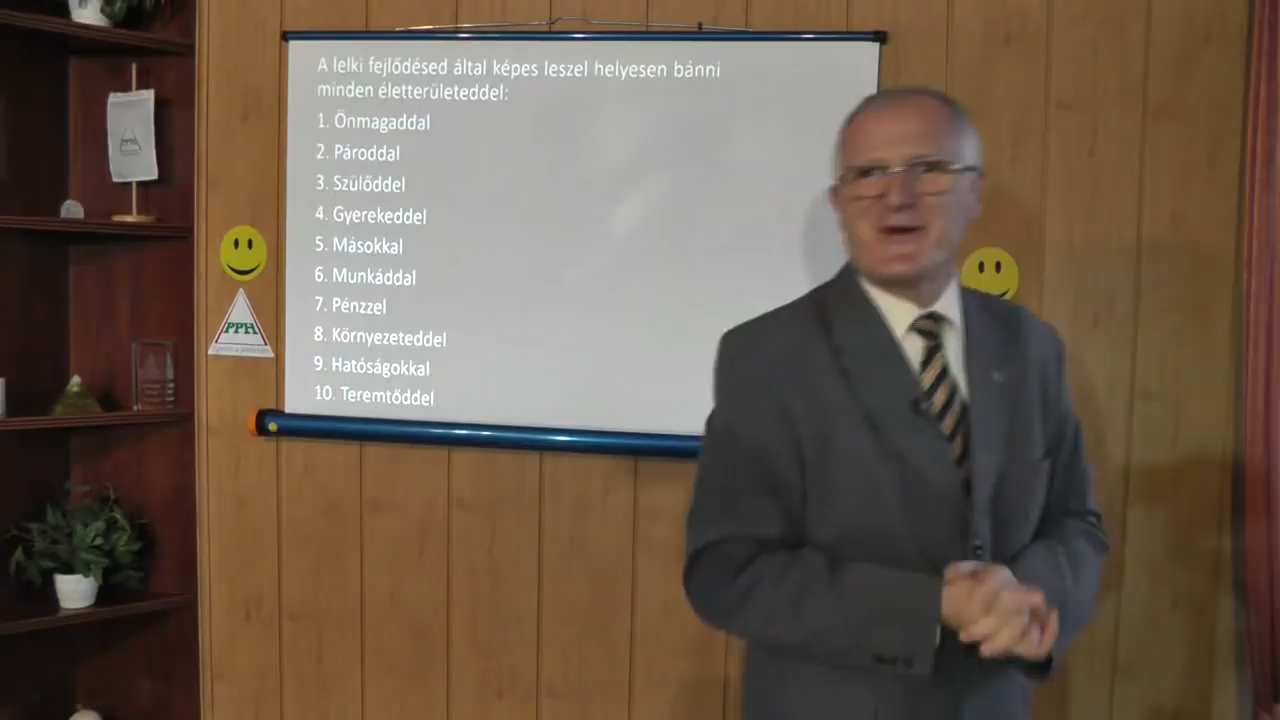 A lelki fejlődésed által képes leszel helyesen bánni
minden életterületeddel:
1. Önmagaddal
2. Pároddal
3. Szülőddel
4. Gyerekeddel
5. Másokkal
6. Munkáddal
7. Pénzzel
8. Környezeteddel
9. Hatóságokkal
10. Teremtőddel
PPH